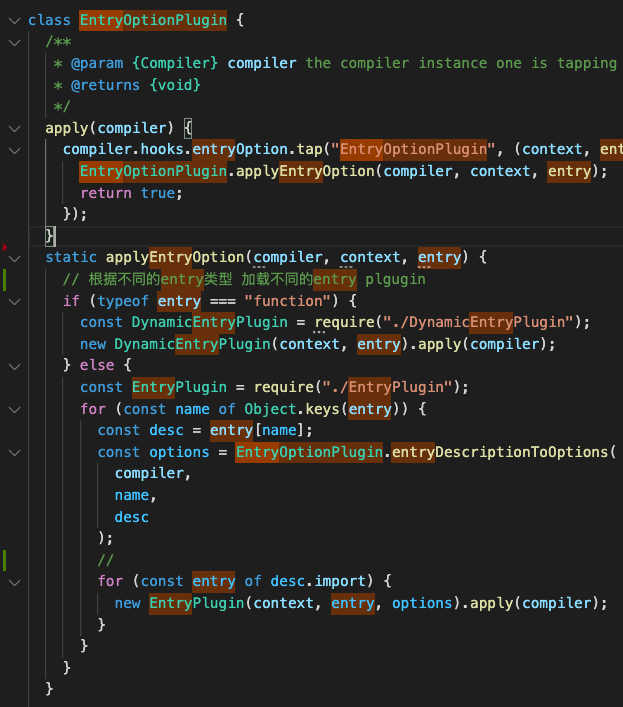 class EntryOptionPlugin {
/**
* @param {Compiler} compiler the compiler instance one is tapping
* @returns {void}
*/
apply(compiler) {
compiler.hooks.entryOption.tap("EntryOptionPlugin", (context, ent
EntryOptionPlugin.applyEntryOption(compiler, context, entry);
return true;
});
}
static applyEntryOption(compiler, context, entry) {
// 根据不同的entry类型 加载不同的entry plgugin
if (typeof entry === "function") {
const DynamicEntryPlugin = require("./DynamicEntryPlugin");
new DynamicEntryPlugin(context, entry).apply(compiler);
} else {
const EntryPlugin = require("./EntryPlugin");
for (const name of Object.keys(entry)) {
const desc = entry[name];
const options = EntryOptionPlugin.entryDescriptionToOptions(
compiler,
name,
desc
);
//
for (const entry of desc.import) {
new EntryPlugin(context, entry, options).apply(compiler);
}
}
}
}